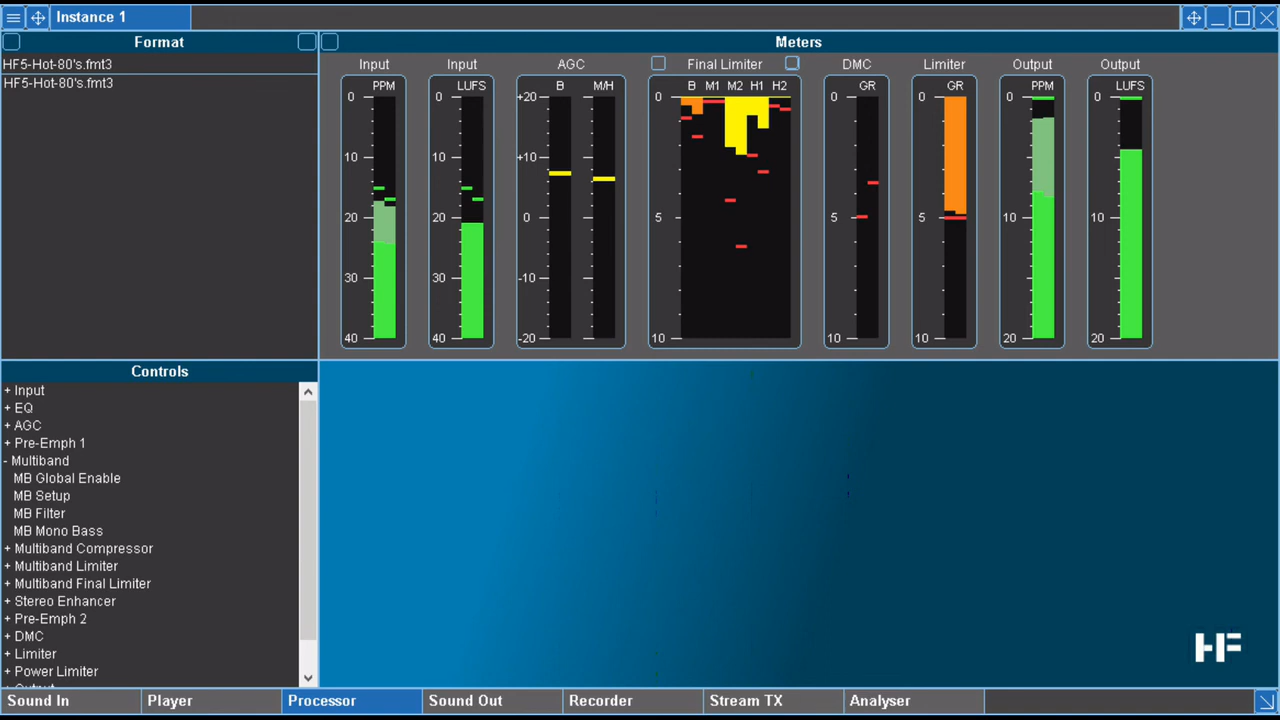 Instance 1
Format
HF5-Hot-80's.fmt3
HF5-Hot-80's.fmt3
Meters
Input
Input
AGC
Final Limiter
DMC
Limiter
Output
Output
PPM
LUFS
B M/H
B M1 M2 H1 H2
GR
GR
PPM
LUFS
0 0 +20 0 0 0 0 0
10 10 +10
20 20 0 5 5 5 10 10
30 30 -10
40 40 -20 10 10 10 20 20
Controls
+ Input
+ EQ
+ AGC
+ Pre-Emph 1
- Multiband
MB Global Enable
MB Setup
MB Filter
MB Mono Bass
+ Multiband Compressor
+ Multiband Limiter
+ Multiband Final Limiter
+ Stereo Enhancer
+ Pre-Emph 2
+ DMC
+ Limiter
+ Power Limiter
HF
Sound In
Player
Processor
Sound Out
Recorder
Stream TX
Analyser